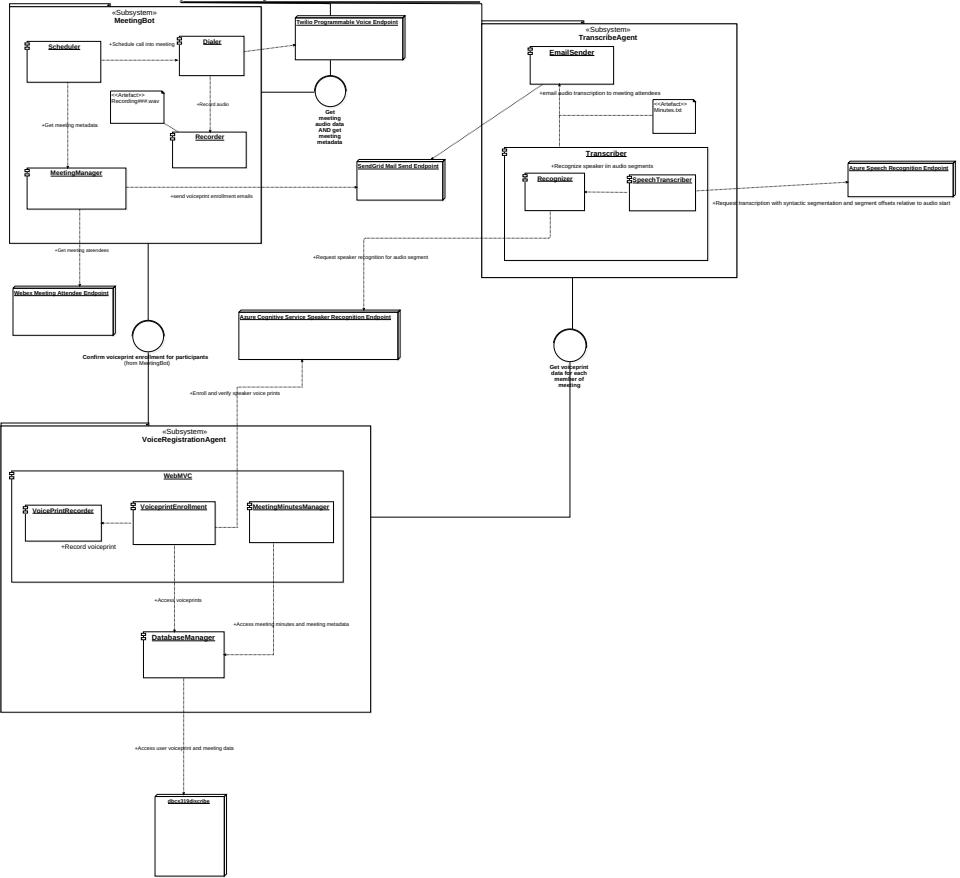 «Subsystem»
MeetingBot
Scheduler
+Schedule call into meeting
Dialer
Twilio Programmable Voice Endpoint
«Subsystem»
TranscribeAgent
EmailSender
<<Artefact>>
Recording###.wav
+Record audio
+email audio transcription to meeting attendees
<<Artefact>>
Minutes.txt
Get
meeting
audio data
AND get
meeting
metadata
+Get meeting metadata
Recorder
Transcriber
+Recognize speaker iin audio segments
SendGrid Mail Send Endpoint
Azure Speech Recognition Endpoint
MeetingManager
Recognizer
SpeechTranscriber
+send voiceprint enrollment emails
+Request transcription with syntactic segmentation and segment offsets relative to audio start
+Get meeting ateendees
+Request speaker recognition for audio segment
Webex Meeting Attendee Endpoint
Azure Cognitive Service Speaker Recognition Endpoint
Confirm voiceprint enrollment for participants
(from MeetingBot)
Get voiceprint
data for each
member of
meeting
+Enroll and verify speaker voice prints
«Subsystem»
VoiceRegistrationAgent
WebMVC
VoicePrintRecorder
VoiceprintEnrollment
MeetingMinutesManager
+Record voiceprint
+Access voiceprints
+Access meeting minutes and meeting metadata
DatabaseManager
+Access user voiceprint and meeting data
dbcs319discribe